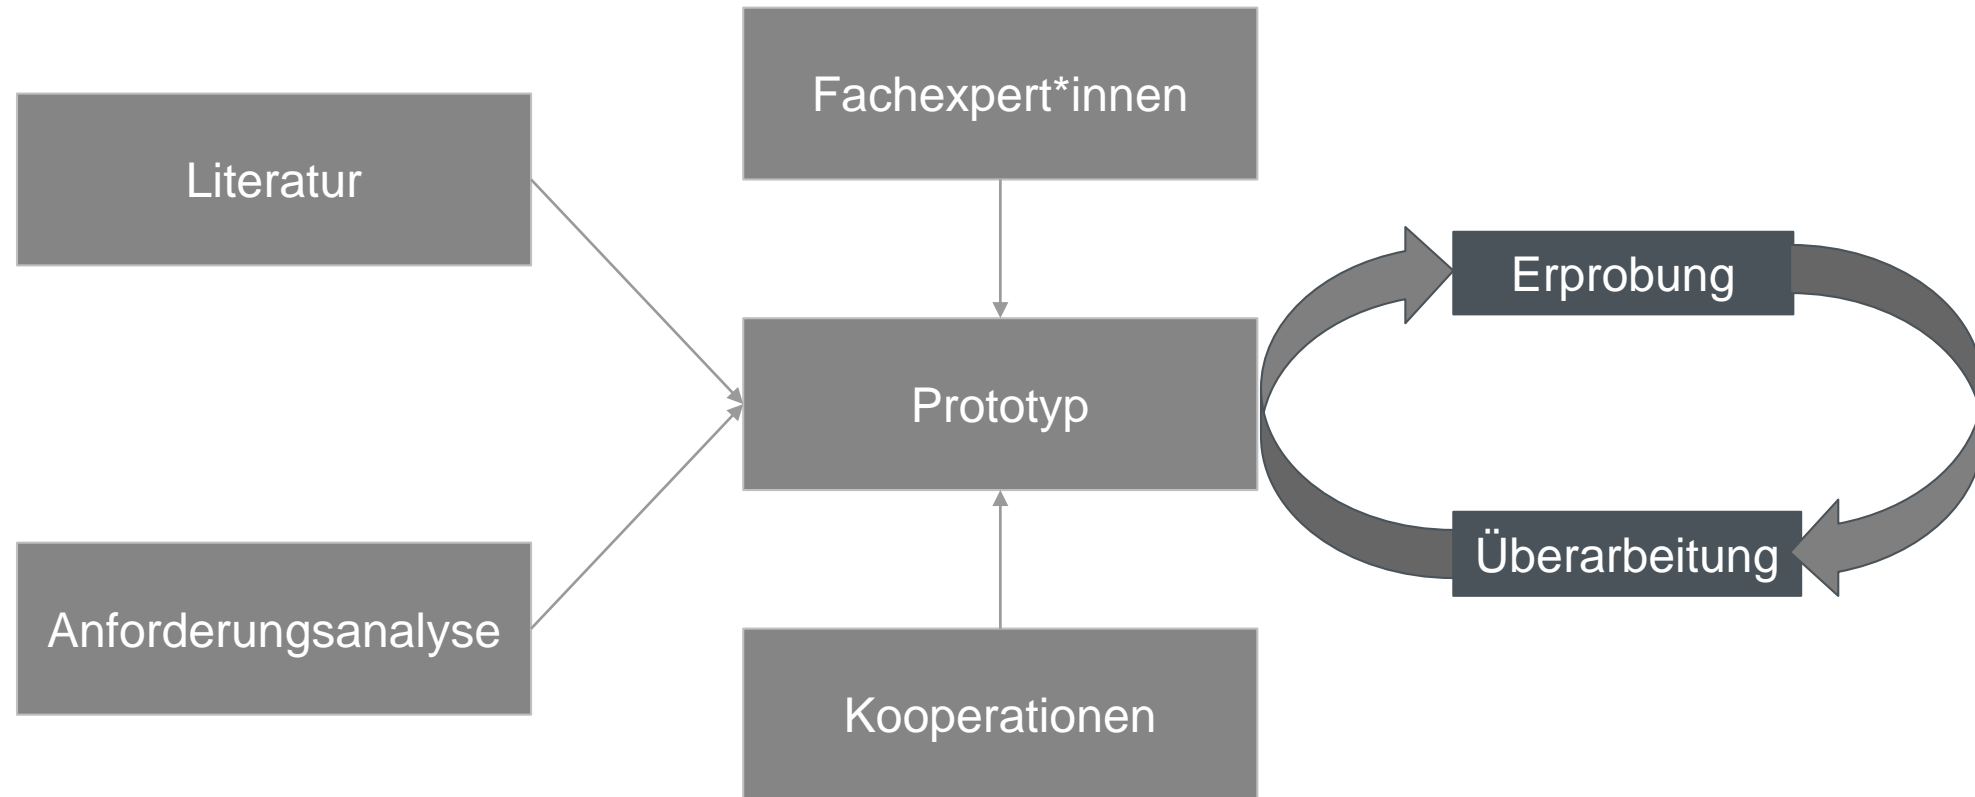 Fachexpert*innen
Literatur
Erprobung
Prototyp
Überarbeitung
Anforderungsanalyse
Kooperationen